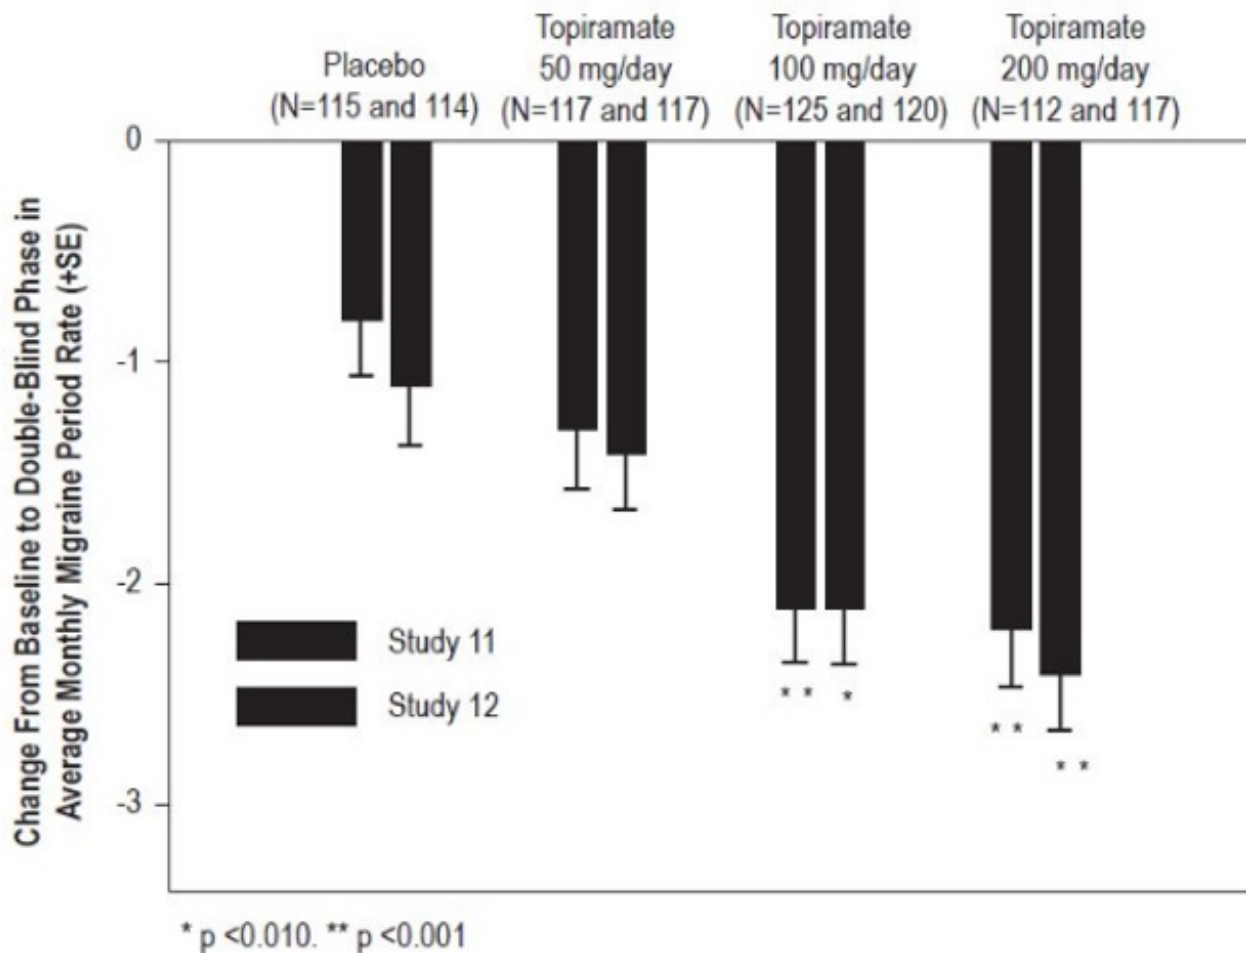 Placebo
(N=115 and 114)
Topiramate
50 mg/day
(N=117 and 117)
Topiramate
100 mg/day
(N=125 and 120)
Topiramate
200 mg/day
(N=112 and 117)
Change From Baseline to Double-Blind Phase in
Average Monthly Migraine Period Rate (+SE)
0
-1
-2
-3
Study 11
Study 12
* *
*
* *
* *
* p <0.010. ** p <0.001